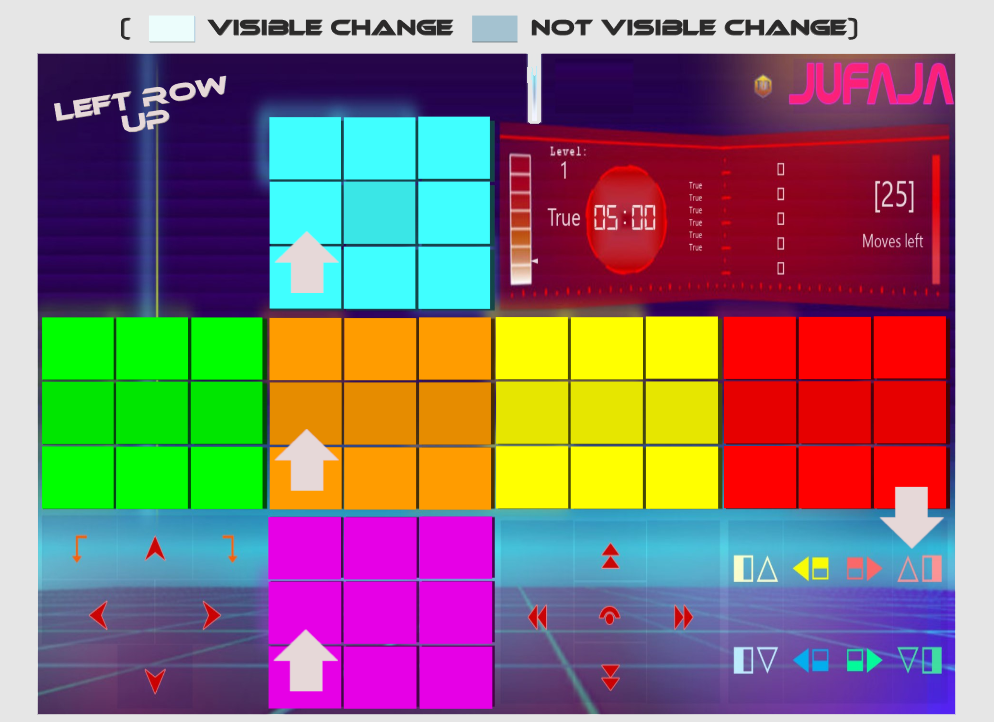 ( VISIBLE CHANGE NOT VISIBLE CHANGE)
LEFT ROW
UP
JUFAJA
Level:
1
True
05:00
True
True
True
True
True
True
[25]
Moves left